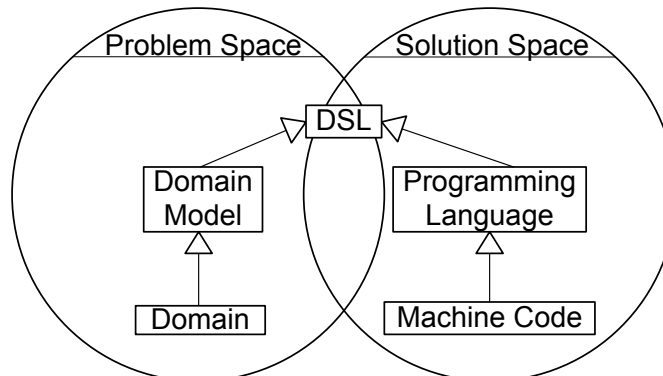 Problem Space
Solution Space
DSL
Domain
Model
Programming
Language
Domain
Machine Code